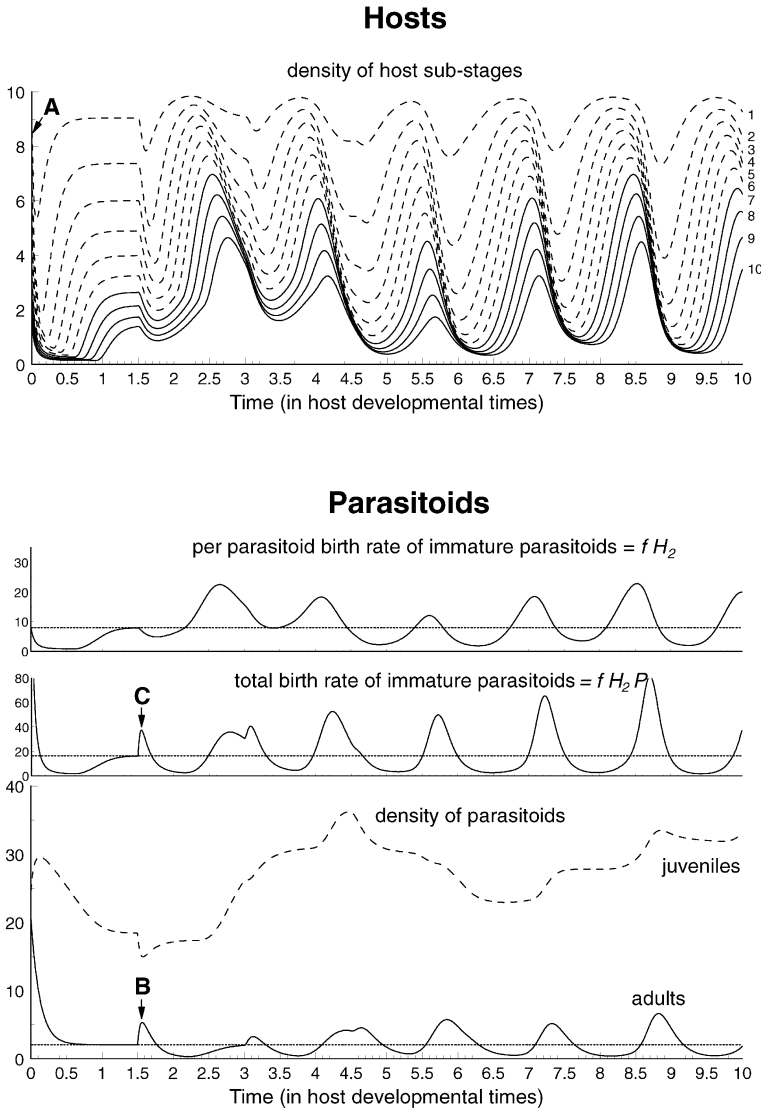 Hosts
density of host sub-stages
A
10
8
6
4
2
0
1
2
3
4
5
6
7
8
9
10
0 0.5 1 1.5 2 2.5 3 3.5 4 4.5 5 5.5 6 6.5 7 7.5 8 8.5 9 9.5 10
Time (in host developmental times)
Parasitoids
per parasitoid birth rate of immature parasitoids = f H2
30
20
10
0
total birth rate of immature parasitoids = f H2 P
C
80
60
40
20
0
density of parasitoids
juveniles
B
adults
40
30
20
10
0
0 0.5 1 1.5 2 2.5 3 3.5 4 4.5 5 5.5 6 6.5 7 7.5 8 8.5 9 9.5 10
Time (in host developmental times)